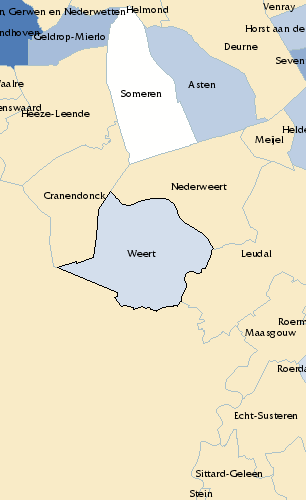 Helmond
Venray
n, Gerwen en Nederwetten
Horst aan de
ndhoven
Geldrop-Mierlo
Deurne
Seven
Waalre
Asten
Someren
enswaard
Heeze-Leende
Helde
Meijel
Nederweert
Cranendonck
Weert
Leudal
Roerm
Maasgouw
Roerda
Echt-Susteren
Sittard-Geleen
Stein